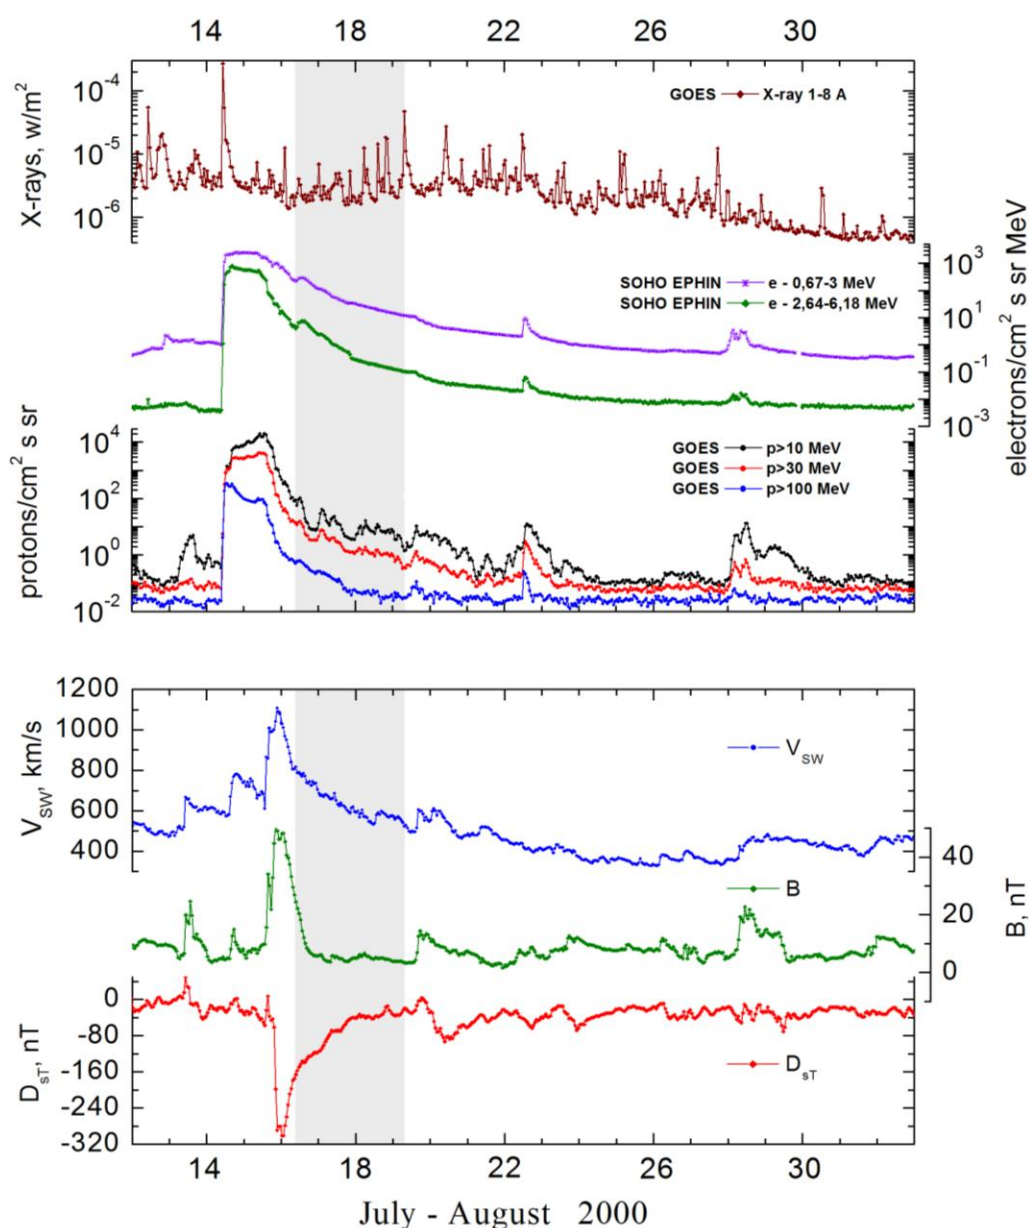 14 18 22 26 30
X-rays, w/m²
10⁻⁴
10⁻⁵
10⁻⁶
GOES X-ray 1-8 A
SOHO EPHIN e - 0,67-3 MeV
SOHO EPHIN e - 2,64-6,18 MeV
10³
10¹
10⁻¹
10⁻³
electrons/cm² s sr MeV
protons/cm² s sr
10⁴
10²
10⁰
10⁻²
GOES p>10 MeV
GOES p>30 MeV
GOES p>100 MeV
V_SW, km/s
1200
1000
800
600
400
V_SW
B
40
20
0
B, nT
D_sT, nT
0
-80
-160
-240
-320
D_sT
14 18 22 26 30
July - August 2000